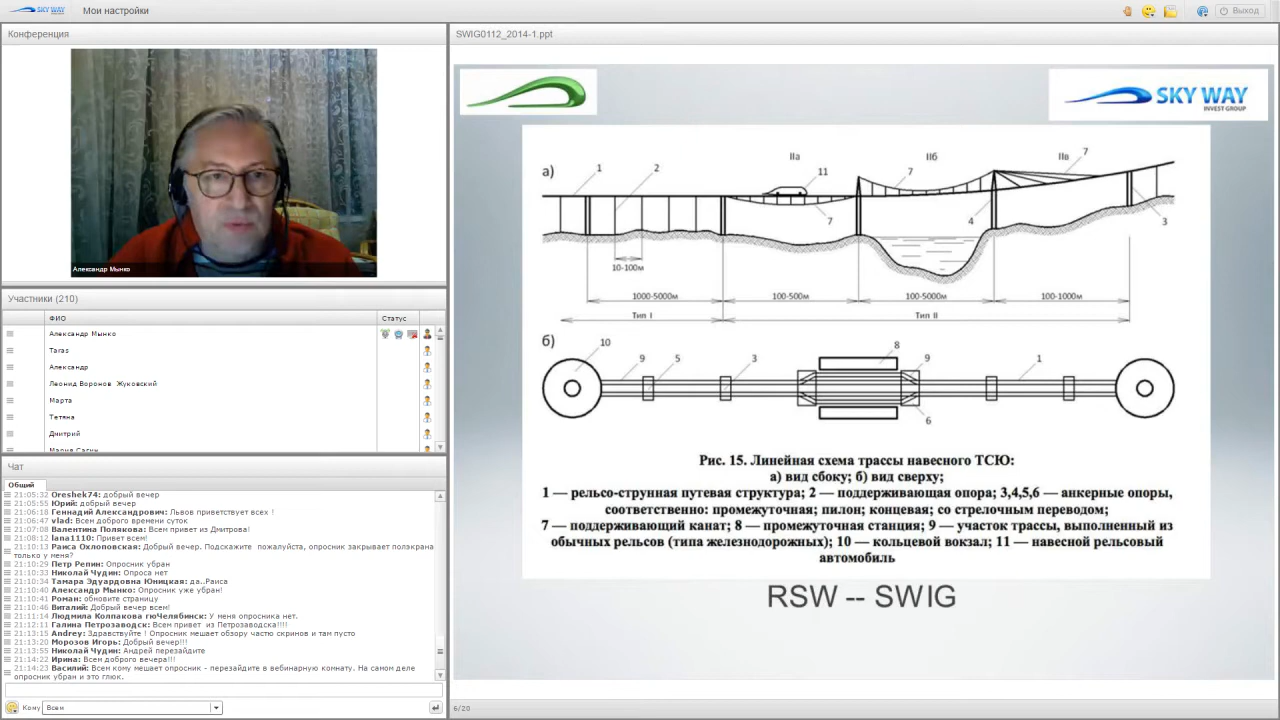 SKY WAY
Мои настройки
Выход
Конференция
Александр Мынко
Участники (210)
ФИО
Статус
Александр Мынко
Taras
Александр
Леонид Воронов Жуковский
Марта
Тетяна
Дмитрий
Чат
Общий
21:05:32 Oreshek74: добрый вечер
21:05:55 Юрий: добрый вечер
21:06:18 Геннадий Александрович: Львов приветствует всех !
21:06:47 vlad: Всем доброго времени суток
21:07:08 Валентина Полякова: Всем привет из Дмитрова!
21:08:12 lana1110: Привет всем!
21:10:13 Раиса Охлоповская: Добрый вечер. Подскажите пожалуйста, опросник закрывает полэкрана
только у меня?
21:10:29 Петр Репин: Опросник убран
21:10:33 Николай Чудин: Опроса нет
21:10:34 Тамара Эдуардовна Юницкая: да..Раиса
21:10:40 Александр Мынко: Опросник уже убран!
21:10:41 Роман: обновите страницу
21:10:46 Виталий: Добрый вечер всем!
21:11:14 Людмила Колпакова гюЧелябинск: У меня опросника нет.
21:12:11 Галина Петрозаводск: Всем привет из Петрозаводска!!!!
21:13:15 Andrey: Здравствуйте ! Опросник мешает обзору частю скринов и там пусто
21:13:20 Морозов Игорь: Добрый вечер!!!
21:13:55 Николай Чудин: Андрей перезайдите
21:14:22 Ирина: Всем доброго вечера!!!
21:14:23 Василий: Всем кому мешает опросник - перезайдите в вебинарную комнату. На самом деле
опросник убран и это глюк.
Кому Всем
SWIG0112_2014-1.ppt
SKY WAY
INVEST GROUP
а)
1
2
IIа
11
7
IIб
7
IIв
7
4
3
10-100м
1000-5000м
100-500м
100-5000м
100-1000м
Тип I
Тип II
б)
10
9
5
3
8
9
6
1
Рис. 15. Линейная схема трассы навесного ТСЮ:
а) вид сбоку; б) вид сверху;
1 — рельсо-струнная путевая структура; 2 — поддерживающая опора; 3,4,5,6 — анкерные опоры,
соответственно: промежуточная; пилон; концевая; со стрелочным переводом;
7 — поддерживающий канат; 8 — промежуточная станция; 9 — участок трассы, выполненный из
обычных рельсов (типа железнодорожных); 10 — кольцевой вокзал; 11 — навесной рельсовый
автомобиль
RSW -- SWIG
6/20